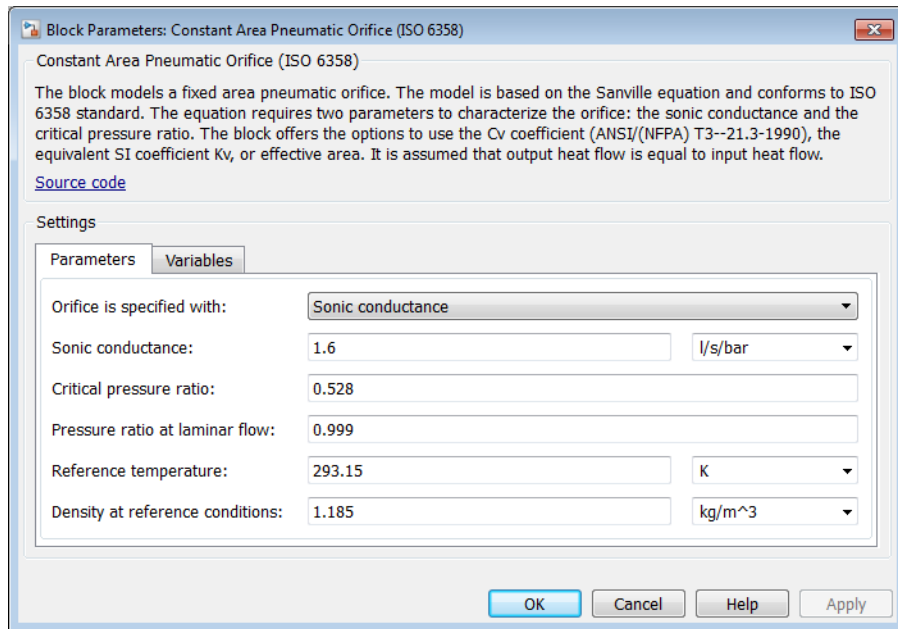 Block Parameters: Constant Area Pneumatic Orifice (ISO 6358)
Constant Area Pneumatic Orifice (ISO 6358)
The block models a fixed area pneumatic orifice. The model is based on the Sanville equation and conforms to ISO
6358 standard. The equation requires two parameters to characterize the orifice: the sonic conductance and the
critical pressure ratio. The block offers the options to use the Cv coefficient (ANSI/(NFPA) T3--21.3-1990), the
equivalent SI coefficient Kv, or effective area. It is assumed that output heat flow is equal to input heat flow.
Source code
Settings
Parameters Variables
Orifice is specified with: Sonic conductance
Sonic conductance: 1.6 l/s/bar
Critical pressure ratio: 0.528
Pressure ratio at laminar flow: 0.999
Reference temperature: 293.15 K
Density at reference conditions: 1.185 kg/m^3
OK Cancel Help Apply